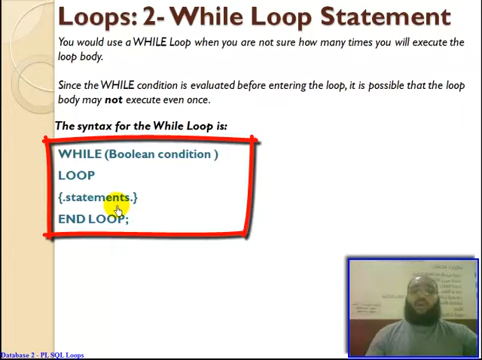 Loops: 2- While Loop Statement
You would use a WHILE Loop when you are not sure how many times you will execute the
loop body.
Since the WHILE condition is evaluated before entering the loop, it is possible that the loop
body may not execute even once.
The syntax for the While Loop is:
WHILE (Boolean condition )
LOOP
{.statements.}
END LOOP;
Database 2 - PL SQL Loops